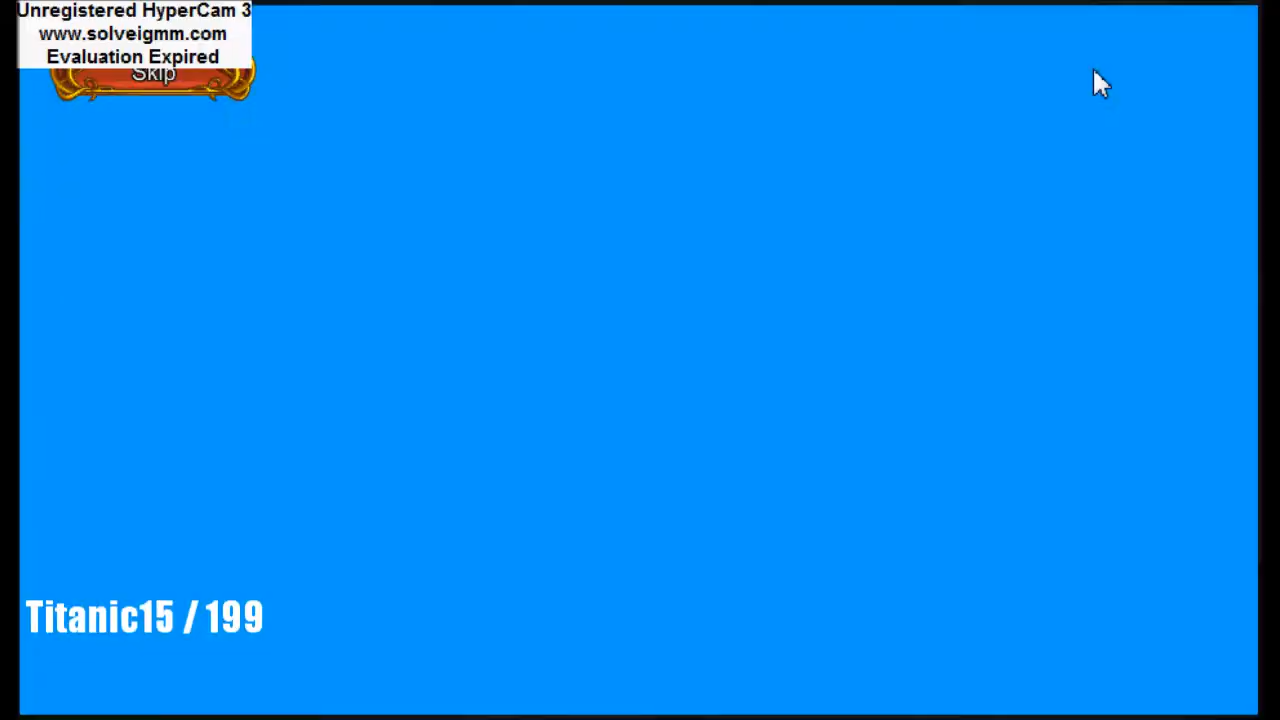 Unregistered HyperCam 3
www.solveigmm.com
Evaluation Expired
Skip
Titanic15 / 199